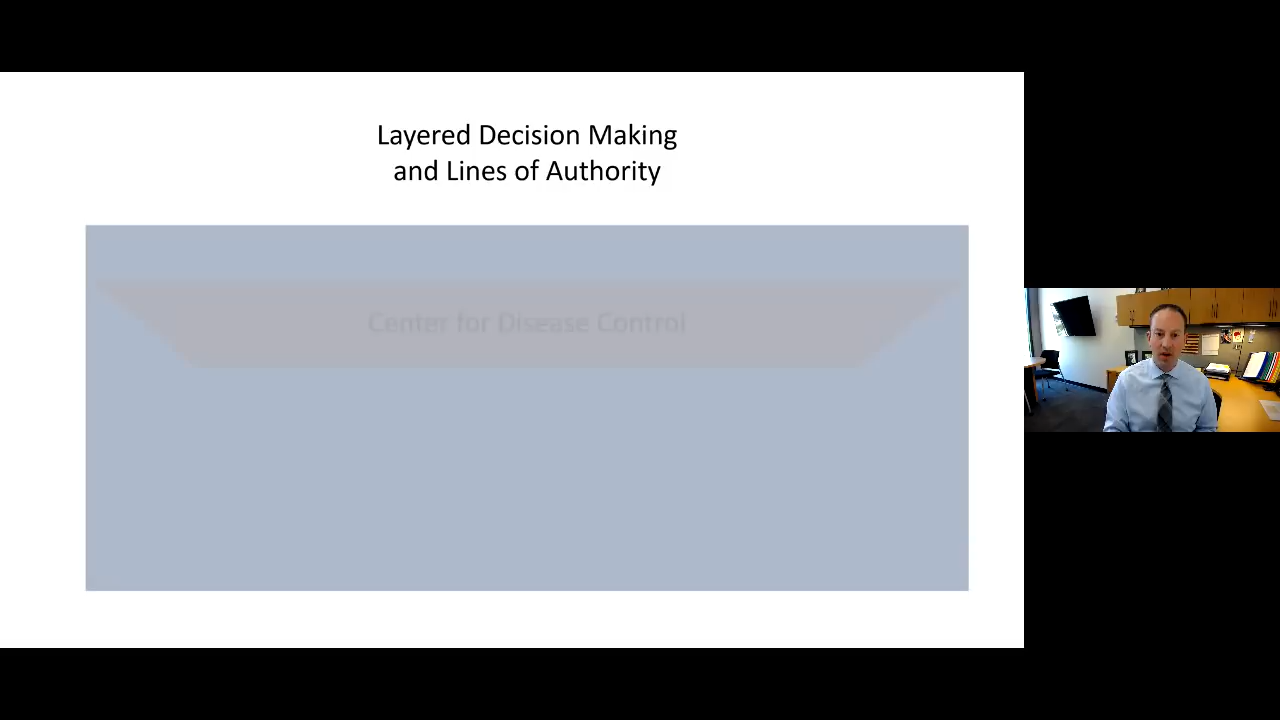 Layered Decision Making
and Lines of Authority
Center for Disease Control